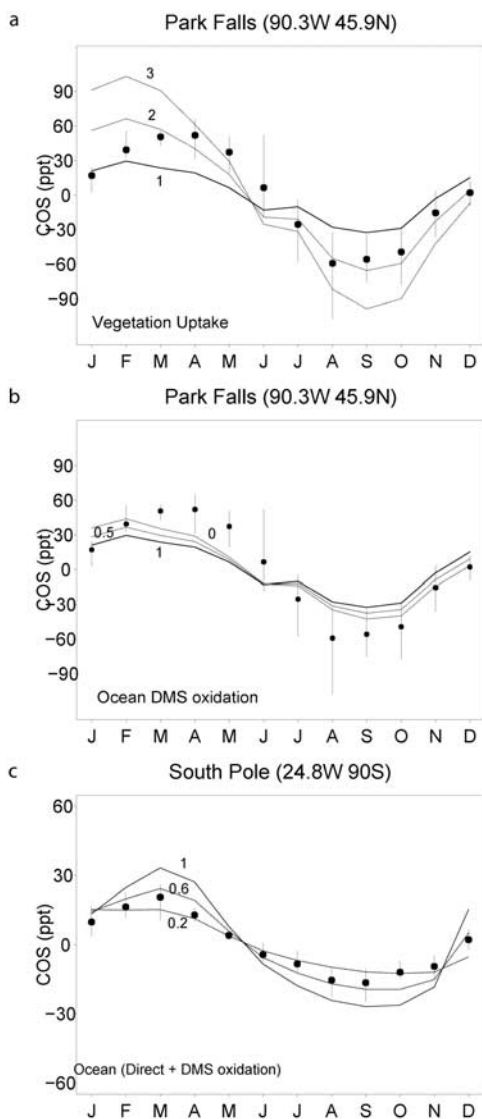 a
Park Falls (90.3W 45.9N)
90
60
30
0
−30
−60
−90
COS (ppt)
3
2
1
Vegetation Uptake
J F M A M J J A S O N D
b
Park Falls (90.3W 45.9N)
90
60
30
0
−30
−60
−90
COS (ppt)
0.5
0
1
Ocean DMS oxidation
J F M A M J J A S O N D
c
South Pole (24.8W 90S)
60
30
0
−30
−60
COS (ppt)
1
0.6
0.2
Ocean (Direct + DMS oxidation)
J F M A M J J A S O N D